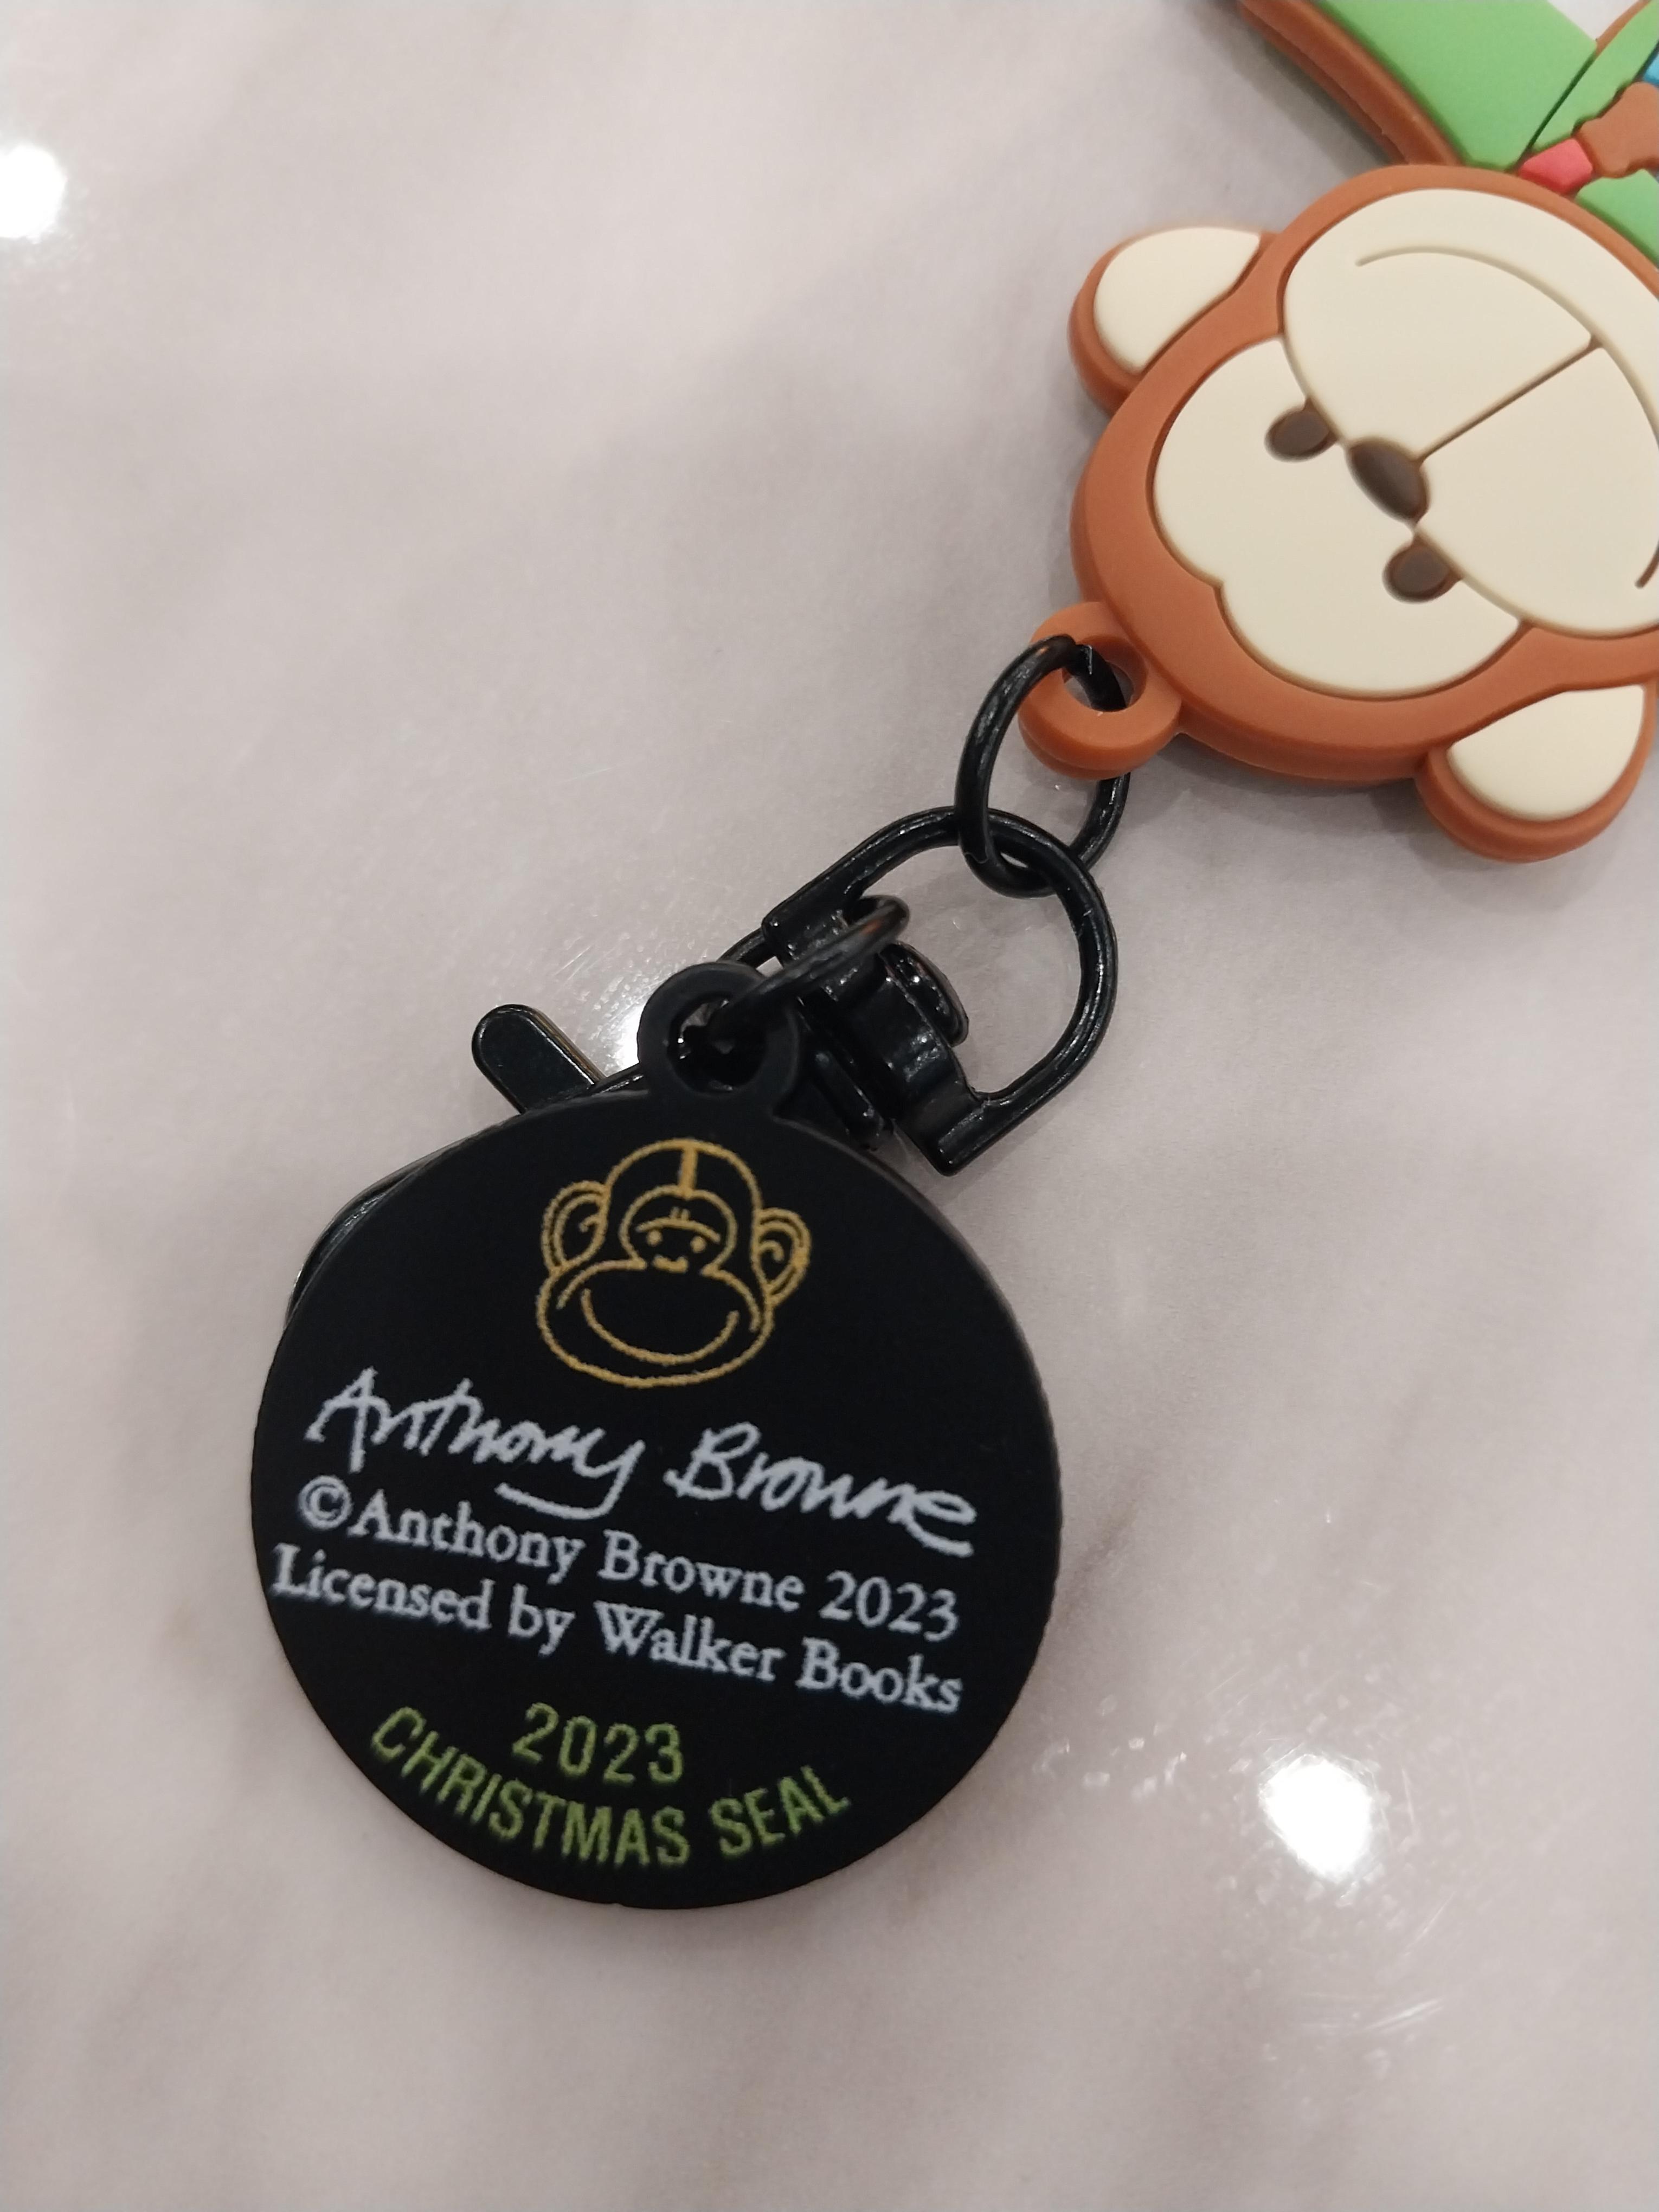 Anthony Browne
©Anthony Browne 2023
Licensed by Walker Books
2023
CHRISTMAS SEAL